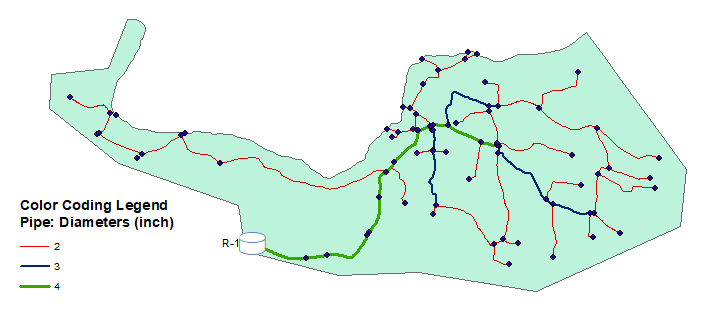 R-1
Color Coding Legend
Pipe: Diameters (inch)
2
3
4